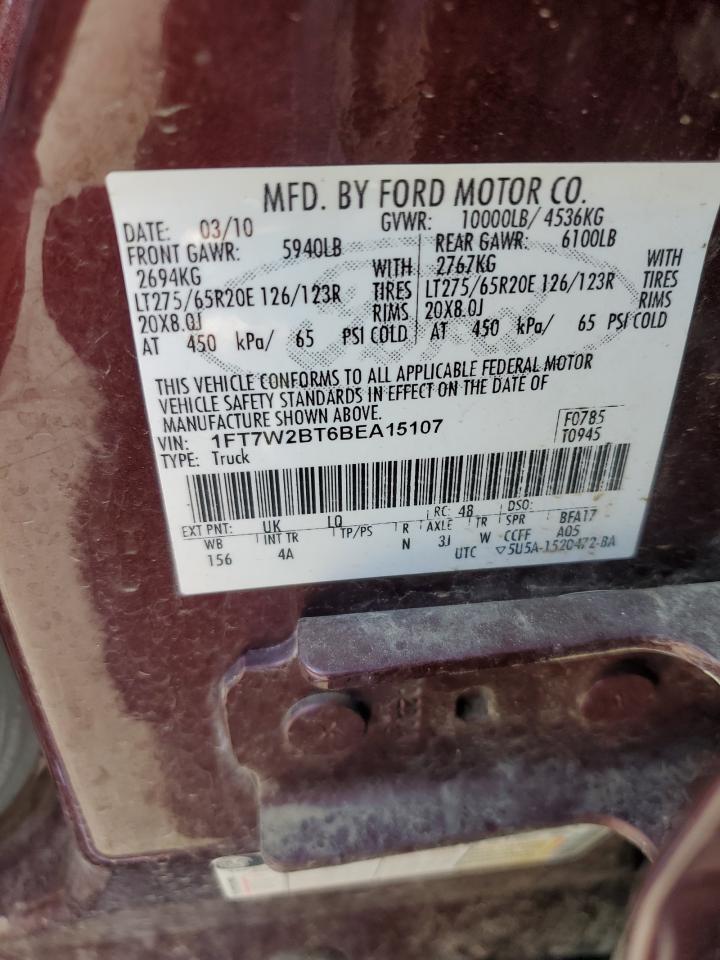 MFD. BY FORD MOTOR CO.
DATE: 03/10 GVWR: 10000LB/ 4536KG
FRONT GAWR: 5940LB REAR GAWR: 6100LB
2694KG WITH 2767KG WITH
LT275/65R20E 126/123R TIRES LT275/65R20E 126/123R TIRES
20X8.0J RIMS 20X8.0J RIMS
AT 450 kPa/ 65 PSI COLD AT 450 kPa/ 65 PSI COLD
THIS VEHICLE CONFORMS TO ALL APPLICABLE FEDERAL MOTOR
VEHICLE SAFETY STANDARDS IN EFFECT ON THE DATE OF
MANUFACTURE SHOWN ABOVE.
VIN: 1FT7W2BT6BEA15107 F0785
TYPE: Truck T0945
EXT PNT: UK LQ RC: 48 DSO:
WB INT TR TP/PS R AXLE TR SPR BFA17
156 4A N 3J W CCFF A05
UTC ▽5U5A-1520472-BA